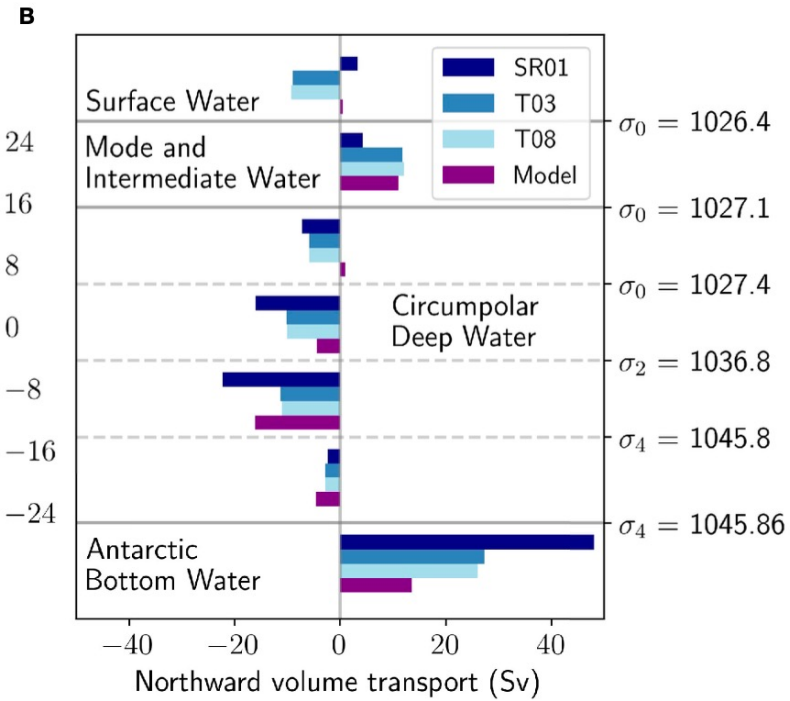 B
Surface Water
SR01
T03
T08
Model
σ₀ = 1026.4
24
Mode and
Intermediate Water
16
σ₀ = 1027.1
8
σ₀ = 1027.4
0
Circumpolar
Deep Water
σ₂ = 1036.8
−8
σ₄ = 1045.8
−16
−24
σ₄ = 1045.86
Antarctic
Bottom Water
−40 −20 0 20 40
Northward volume transport (Sv)